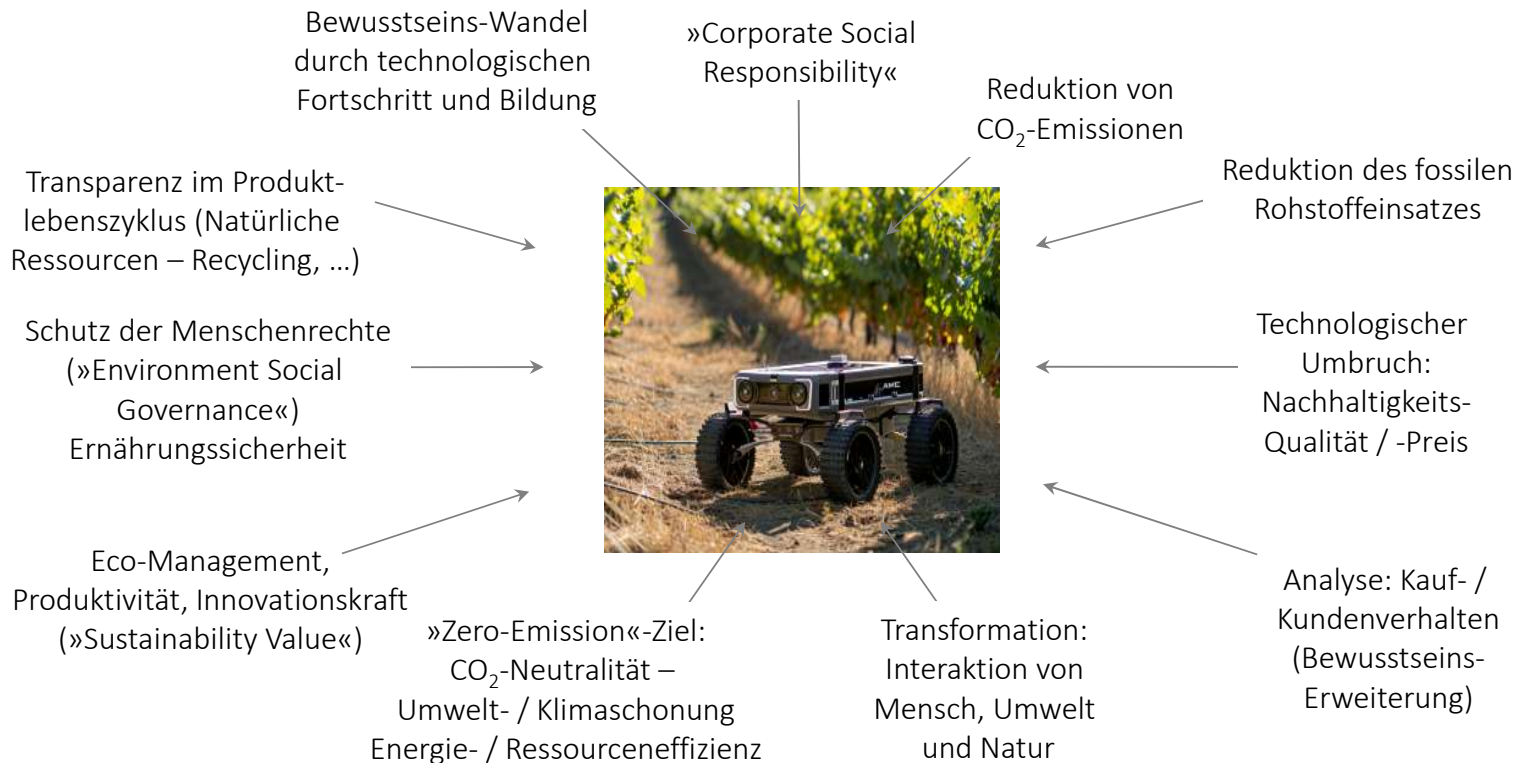 Bewusstseins-Wandel
durch technologischen
Fortschritt und Bildung
»Corporate Social
Responsibility«
Reduktion von
CO₂-Emissionen
Reduktion des fossilen
Rohstoffeinsatzes
Transparenz im Produkt-
lebenszyklus (Natürliche
Ressourcen – Recycling, ...)
Technologischer
Umbruch:
Nachhaltigkeits-
Qualität / -Preis
Schutz der Menschenrechte
(»Environment Social
Governance«)
Ernährungssicherheit
Eco-Management,
Produktivität, Innovationskraft
(»Sustainability Value«)
»Zero-Emission«-Ziel:
CO₂-Neutralität –
Umwelt- / Klimaschonung
Energie- / Ressourceneffizienz
Transformation:
Interaktion von
Mensch, Umwelt
und Natur
Analyse: Kauf- /
Kundenverhalten
(Bewusstseins-
Erweiterung)